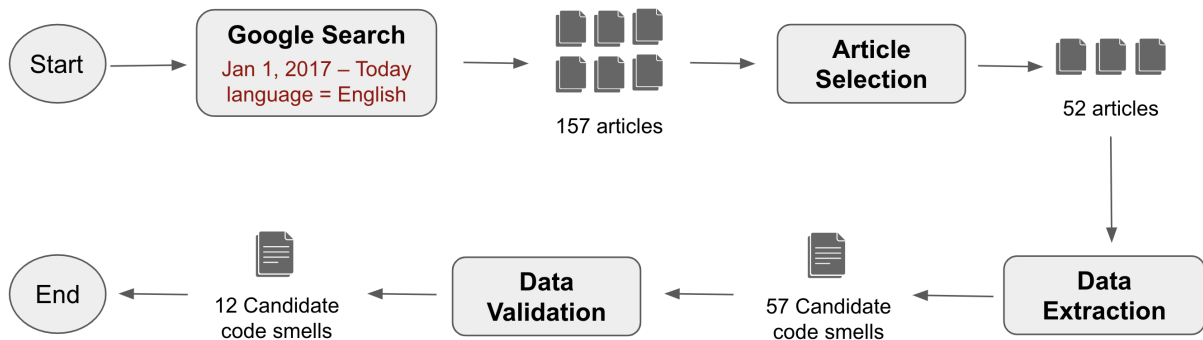 Start
Google Search
Jan 1, 2017 – Today
language = English
157 articles
Article
Selection
52 articles
Data
Extraction
57 Candidate
code smells
Data
Validation
12 Candidate
code smells
End